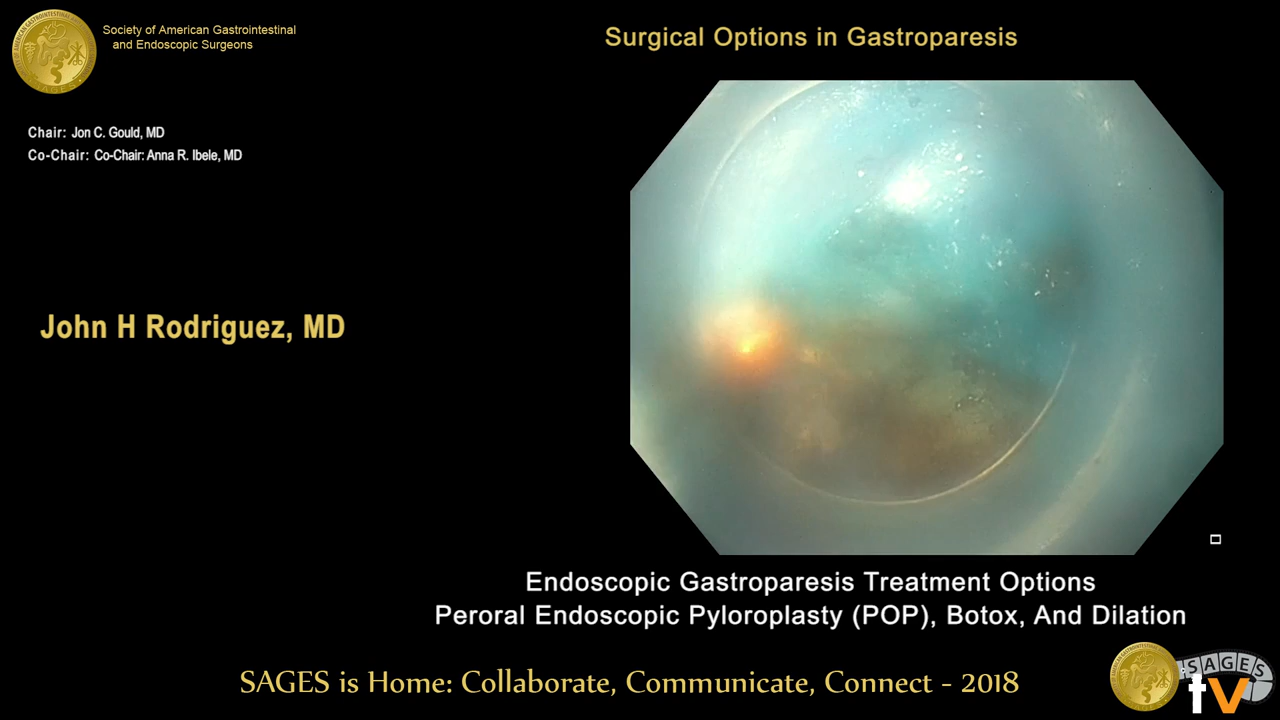 Society of American Gastrointestinal
and Endoscopic Surgeons
Surgical Options in Gastroparesis
Chair: Jon C. Gould, MD
Co-Chair: Co-Chair: Anna R. Ibele, MD
John H Rodriguez, MD
Endoscopic Gastroparesis Treatment Options
Peroral Endoscopic Pyloroplasty (POP), Botox, And Dilation
SAGES is Home: Collaborate, Communicate, Connect - 2018
SAGES
tv